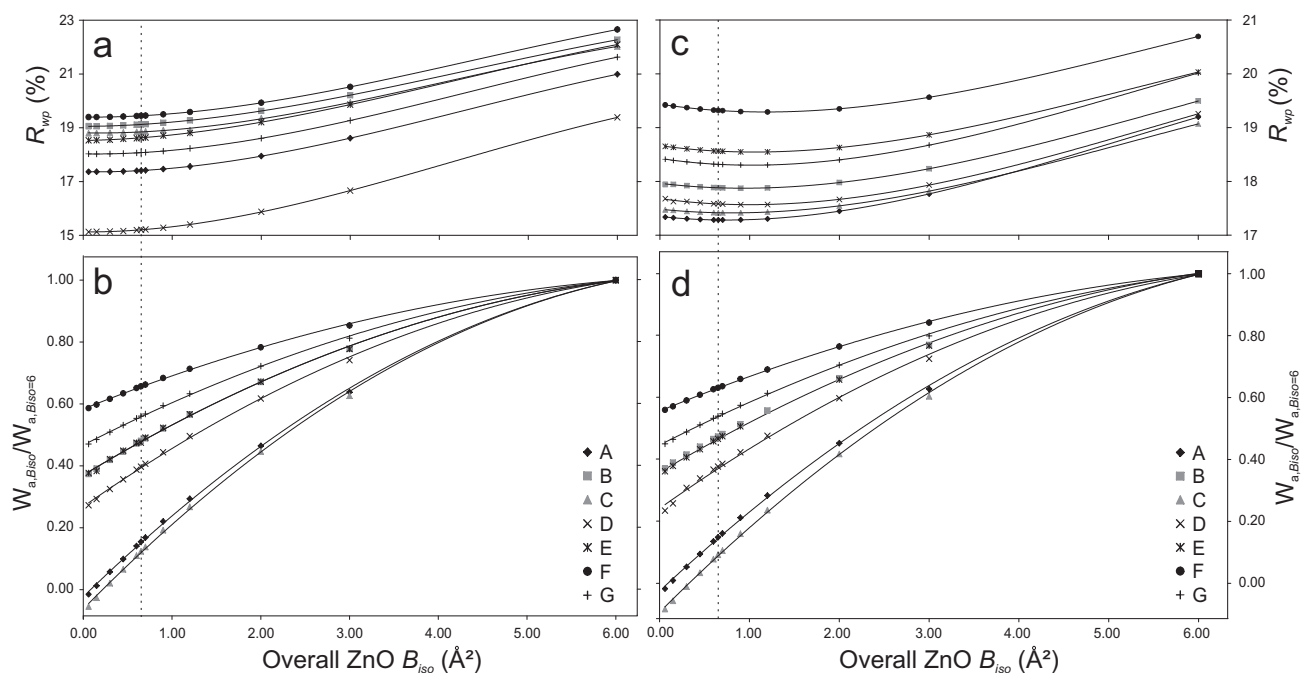 a
23
21
19
17
15
R_wp (%)
c
21
20
19
18
17
R_wp (%)
b
1.00
0.80
0.60
0.40
0.20
0.00
W_a,Biso/W_a,Biso=6
A
B
C
D
E
F
G
0.00 1.00 2.00 3.00 4.00 5.00 6.00
Overall ZnO B_iso (Å²)
d
1.00
0.80
0.60
0.40
0.20
0.00
W_a,Biso/W_a,Biso=6
A
B
C
D
E
F
G
0.00 1.00 2.00 3.00 4.00 5.00 6.00
Overall ZnO B_iso (Å²)